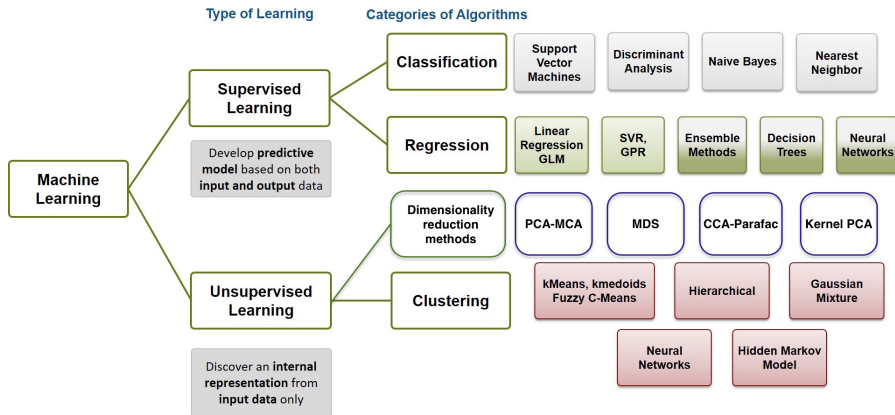 Type of Learning
Categories of Algorithms
Classification
Support
Vector
Machines
Discriminant
Analysis
Naive Bayes
Nearest
Neighbor
Supervised
Learning
Develop predictive
model based on both
input and output data
Regression
Linear
Regression
GLM
SVR,
GPR
Ensemble
Methods
Decision
Trees
Neural
Networks
Machine
Learning
Dimensionality
reduction
methods
PCA-MCA
MDS
CCA-Parafac
Kernel PCA
Unsupervised
Learning
Discover an internal
representation from
input data only
Clustering
kMeans, kmedoids
Fuzzy C-Means
Hierarchical
Gaussian
Mixture
Neural
Networks
Hidden Markov
Model